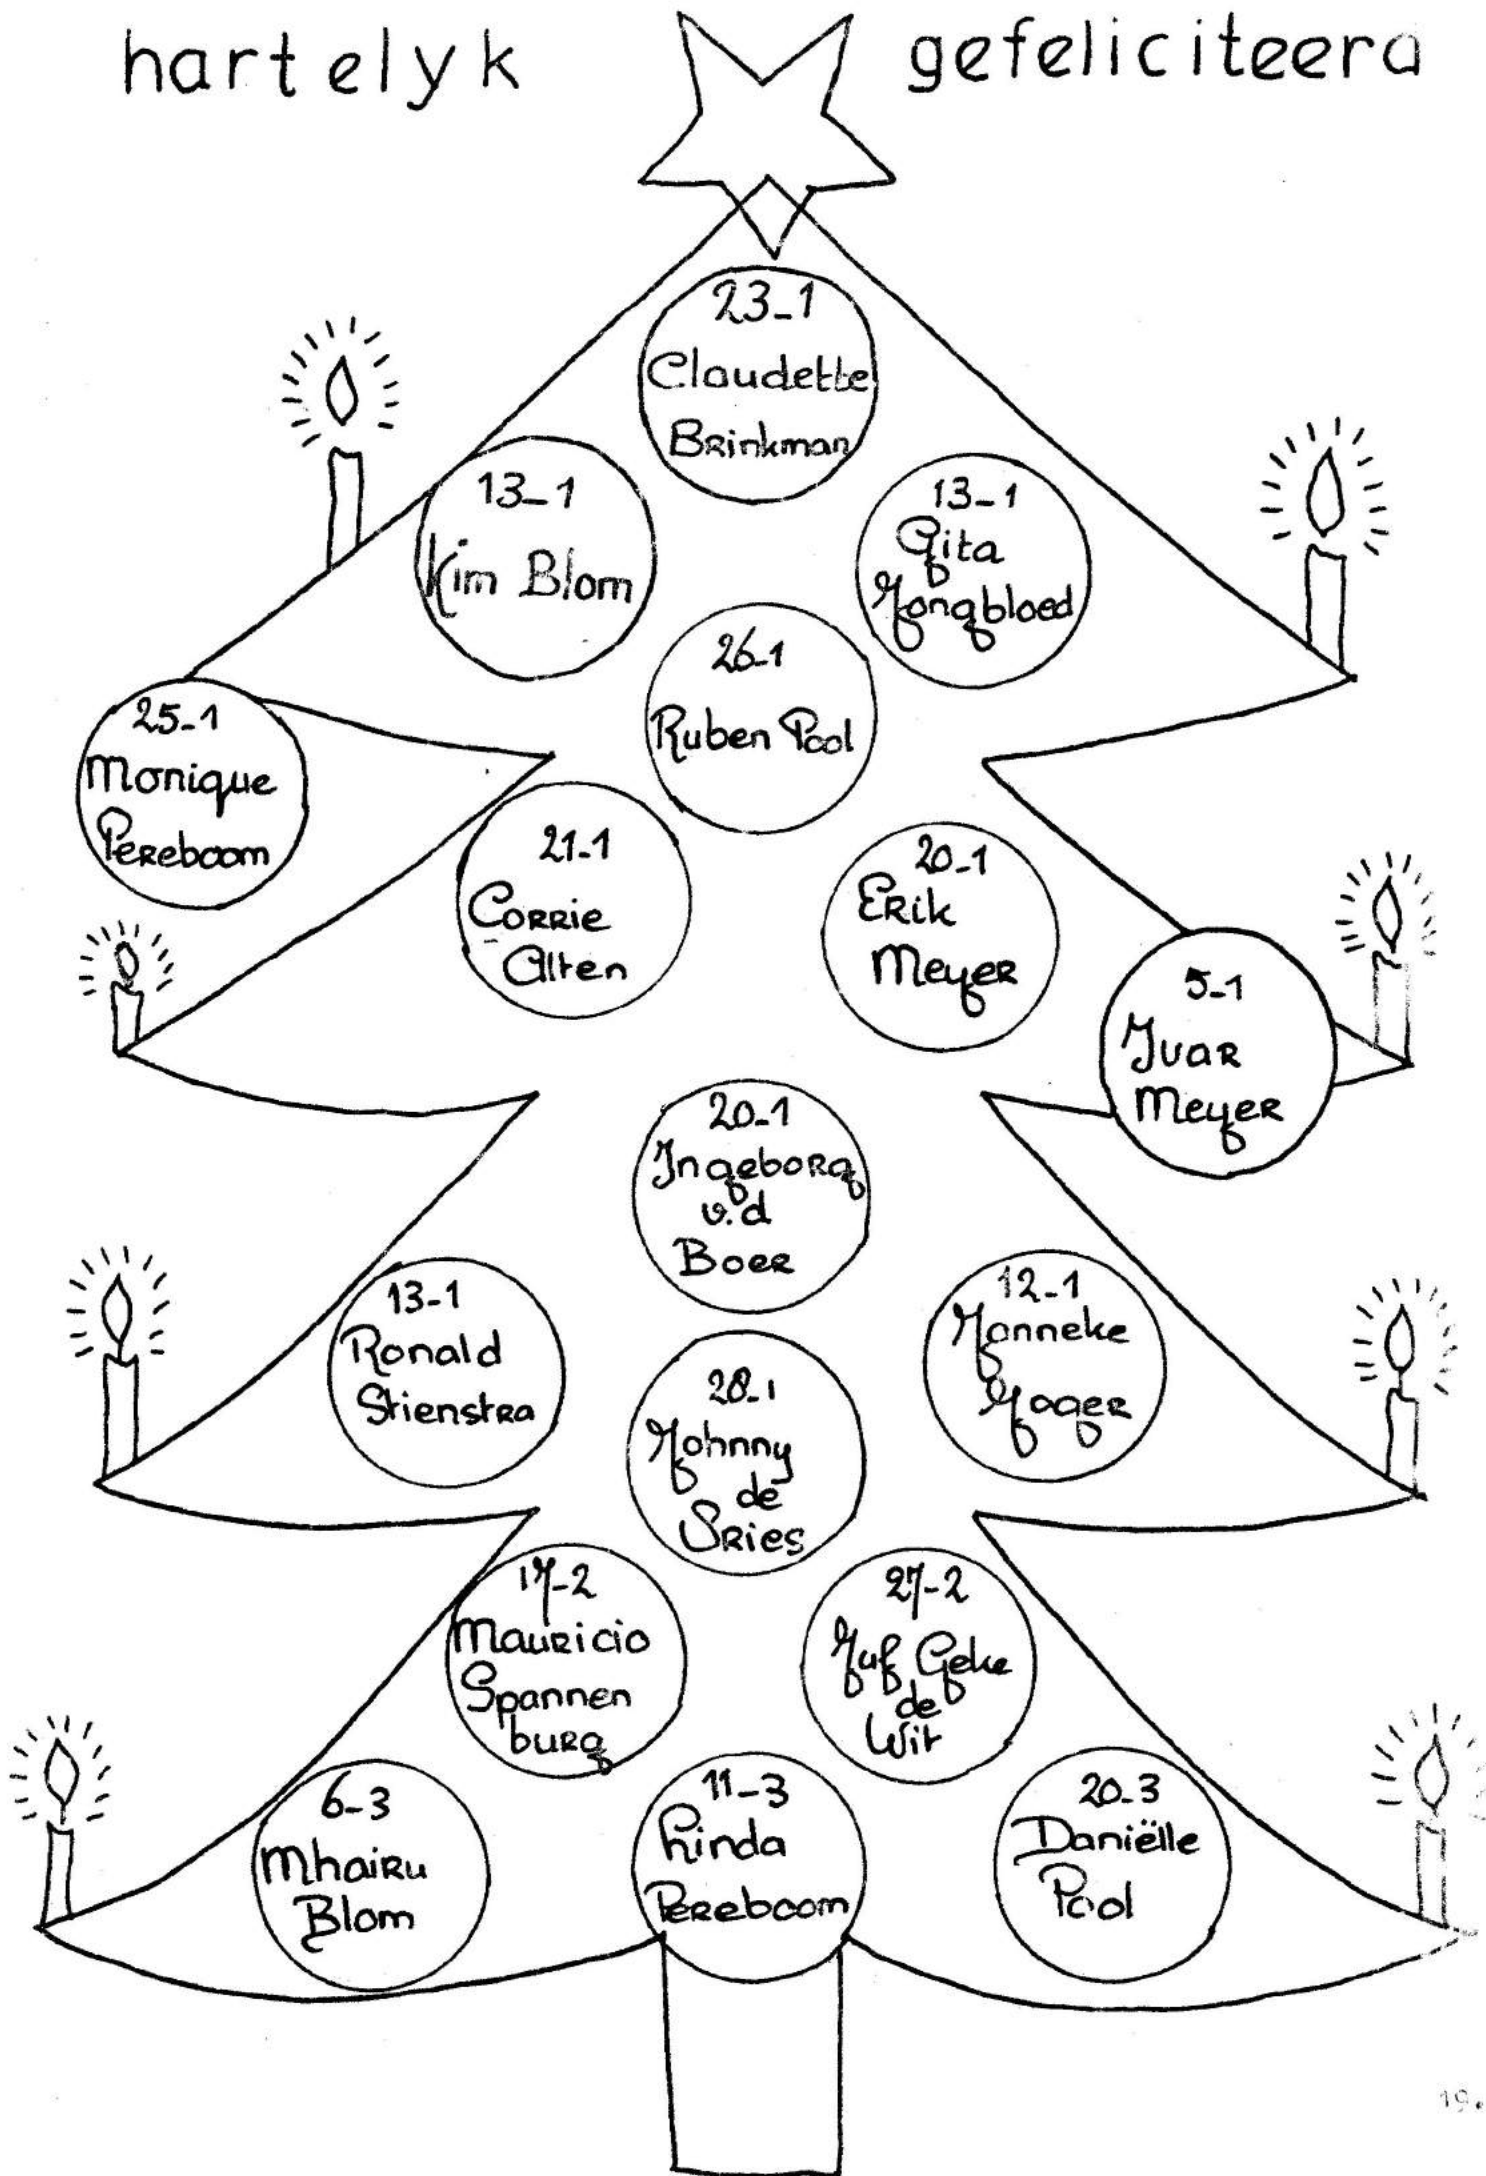 hartelyk gefeliciteerd
23-1
Claudette
Brinkman
13-1
Kim Blom
13-1
Gita
Jongbloed
26-1
Ruben Pool
25-1
Monique
Pereboom
21-1
Corrie
Alten
20-1
Erik
Meyer
5-1
Ivar
Meyer
20-1
Ingeborg
v.d
Boer
13-1
Ronald
Stienstra
12-1
Janneke
Jager
28-1
Johnny
de
Vries
17-2
Mauricio
Spannen
burg
27-2
Juf Geke
de
Wit
6-3
Mhairu
Blom
11-3
Linda
Pereboom
20-3
Daniëlle
Pool
19.